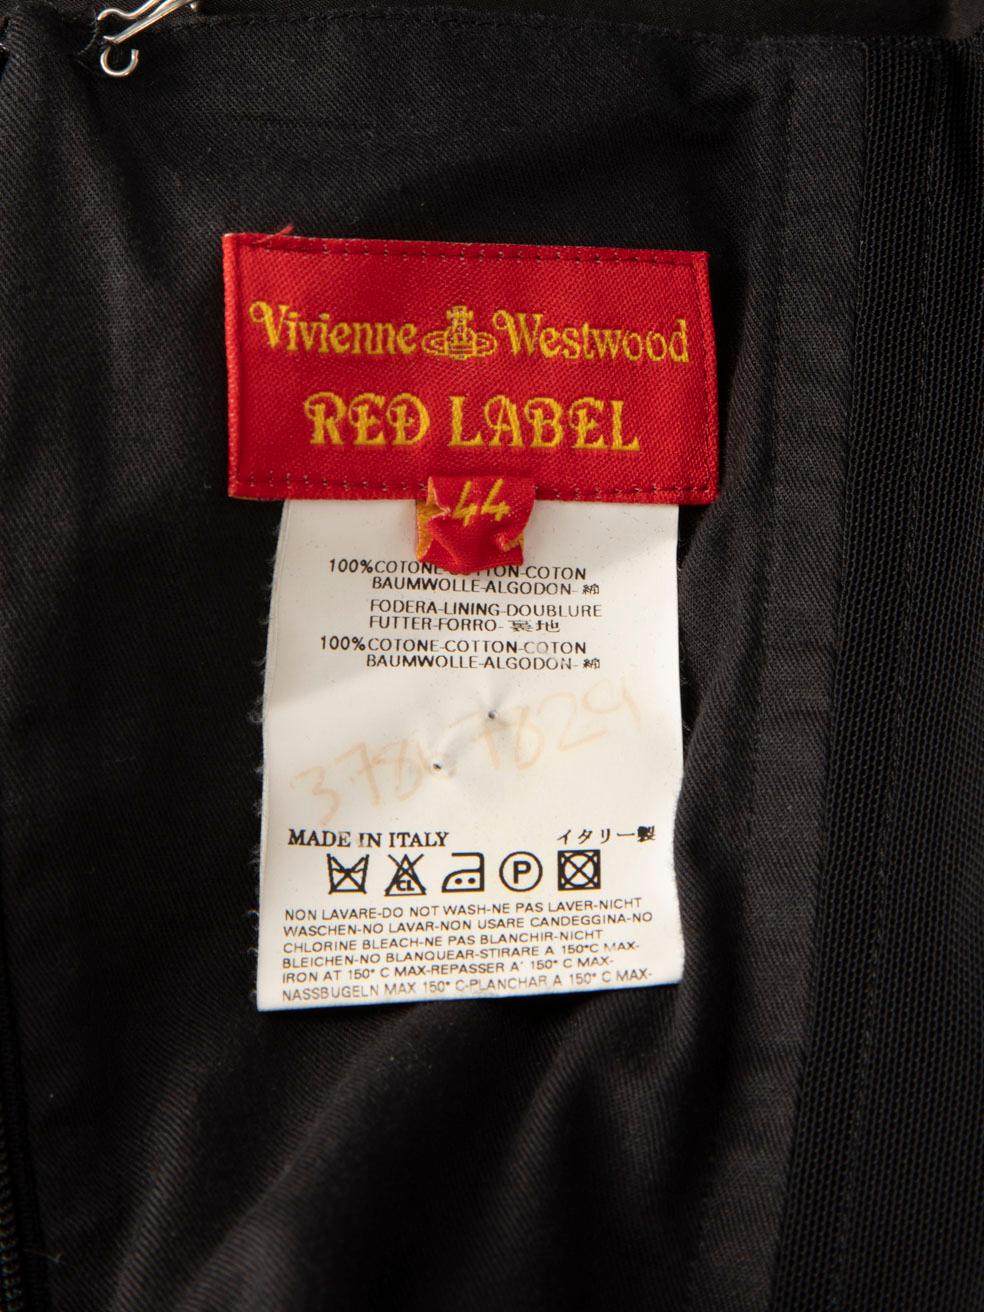 Vivienne Westwood
RED LABEL
44
100%COTONE-COTTON-COTON
BAUMWOLLE-ALGODON-綿
FODERA-LINING-DOUBLURE
FUTTER-FORRO-裏地
100%COTONE-COTTON-COTON
BAUMWOLLE-ALGODON-綿
37867829
MADE IN ITALY イタリー製
CL P
NON LAVARE-DO NOT WASH-NE PAS LAVER-NICHT
WASCHEN-NO LAVAR-NON USARE CANDEGGINA-NO
CHLORINE BLEACH-NE PAS BLANCHIR-NICHT
BLEICHEN-NO BLANQUEAR-STIRARE A 150°C MAX-
IRON AT 150° C MAX-REPASSER A' 150° C MAX-
NASSBUGELN MAX 150° C-PLANCHAR A 150° C MAX-